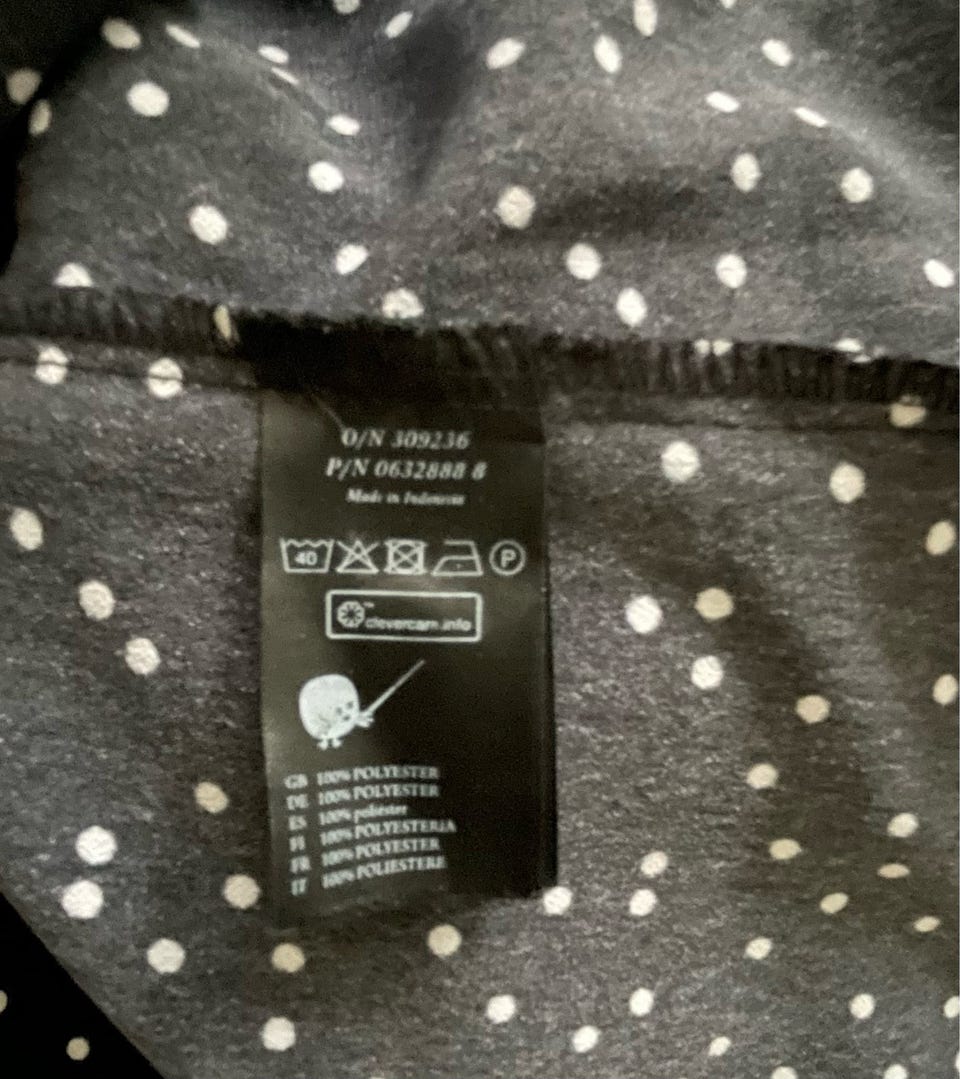 O/N 309236
P/N 0632888 8
Made in Indonesia
40 P
clevercare.info
GB 100% POLYESTER
DE 100% POLYESTER
ES 100% poliéster
FI 100% POLYESTERIA
FR 100% POLYESTER
IT 100% POLIESTERE